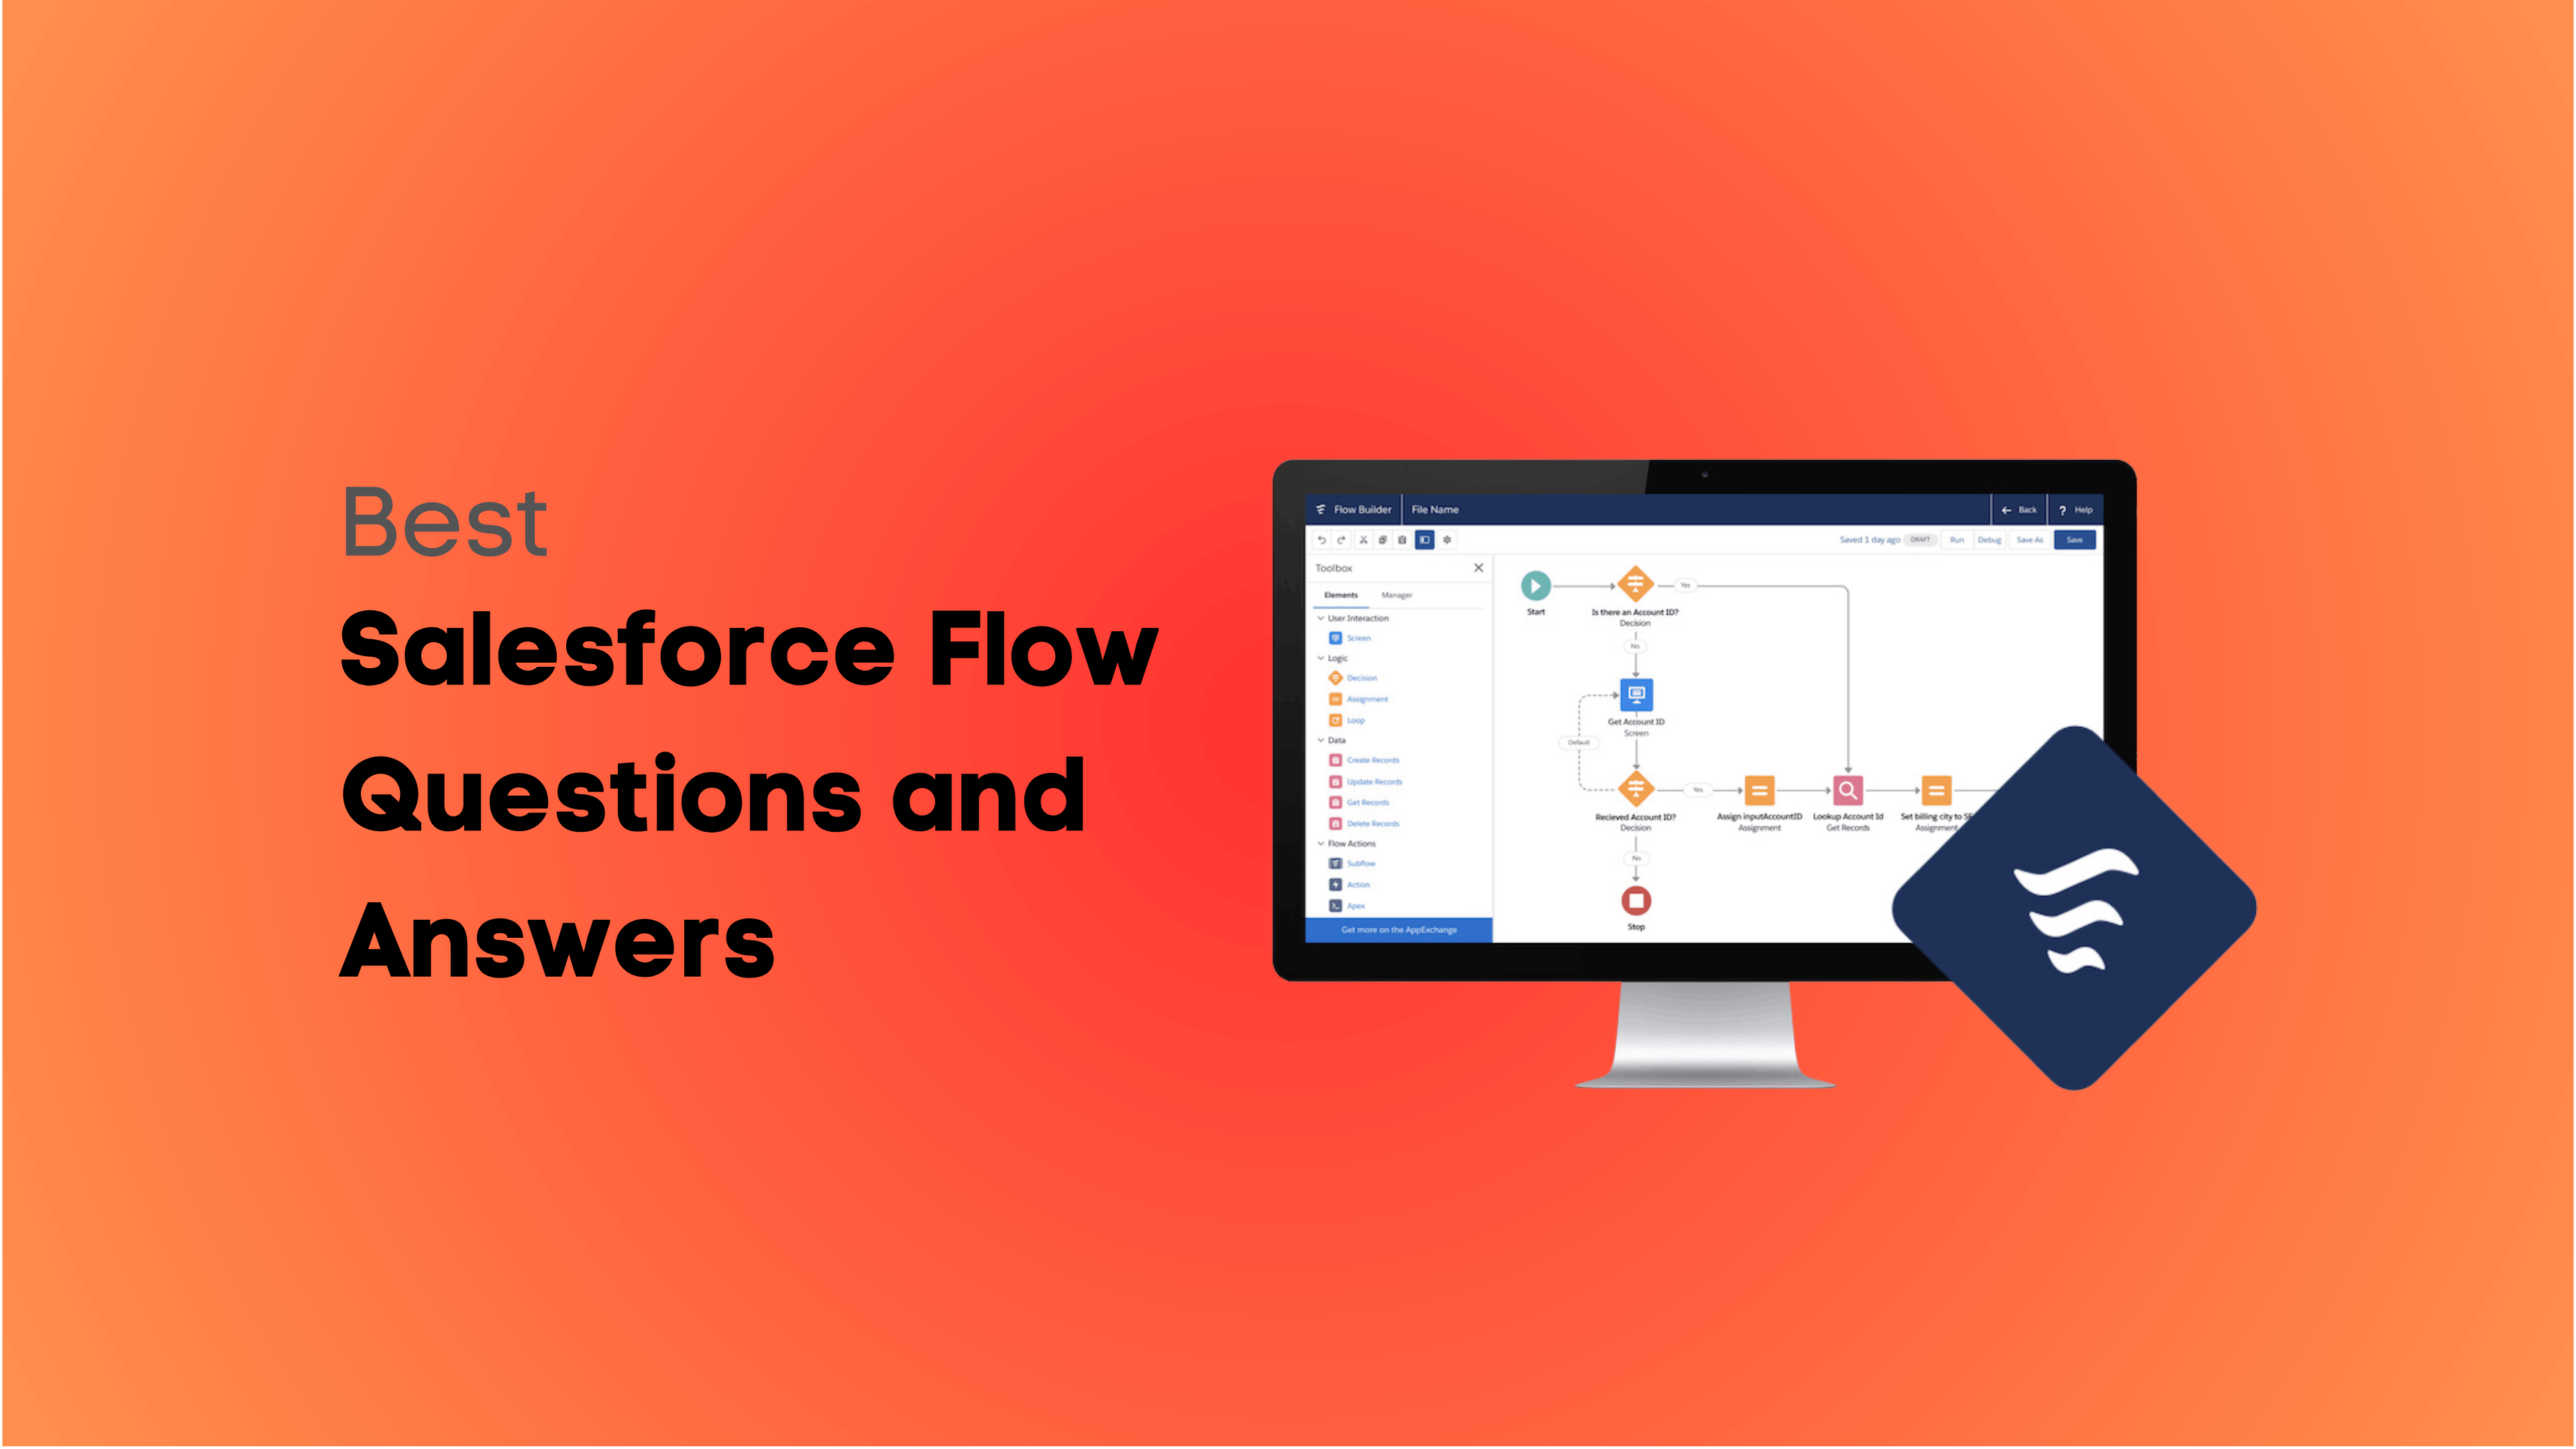 Best
Salesforce Flow
Questions and
Answers
Flow Builder
File Name
Back
? Help
Saved 1 day ago
DRAFT
Run
Debug
Save As
Save
Toolbox
Elements
Manager
User Interaction
Screen
Logic
Decision
Assignment
Loop
Data
Create Records
Update Records
Get Records
Delete Records
Flow Actions
Subflow
Action
Apex
Get more on the AppExchange
Start
Is there an Account ID?
Decision
Yes
No
Get Account ID
Screen
Default
Recieved Account ID?
Decision
Yes
Assign inputAccountID
Assignment
Lookup Account Id
Get Records
Set billing city to
Assignment
No
Stop